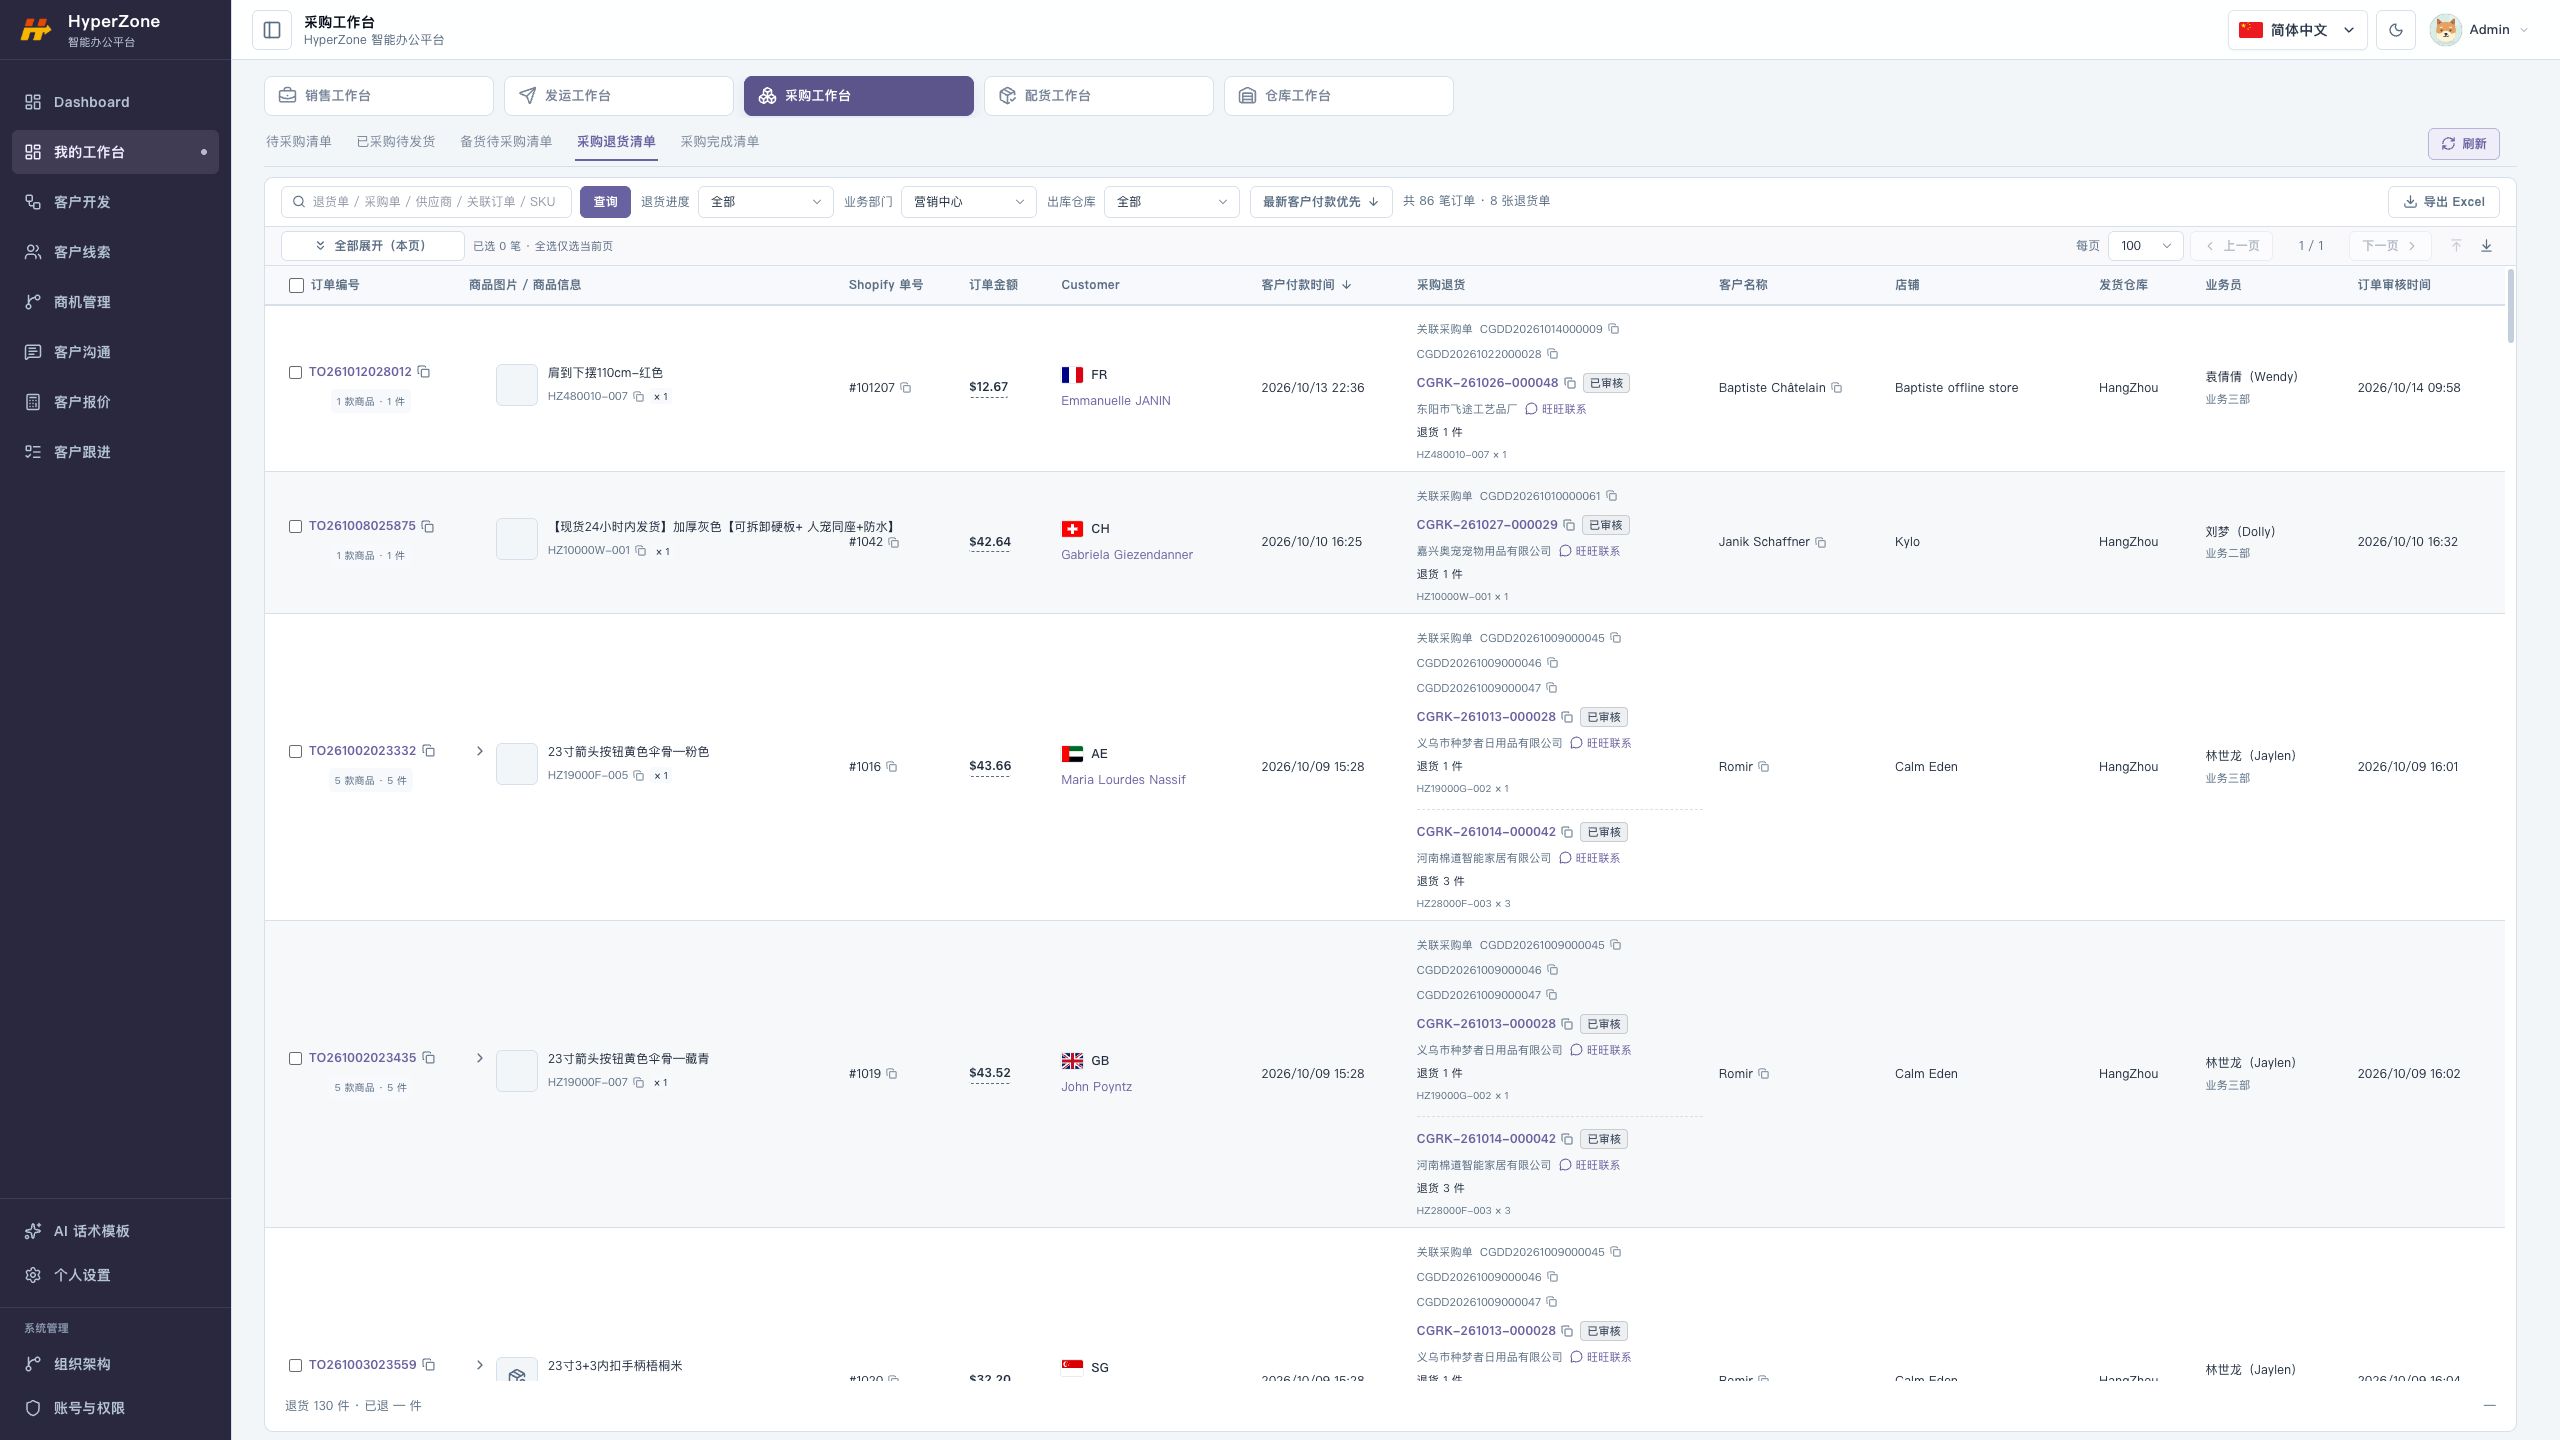 HyperZone
智能办公平台
Dashboard
我的工作台
客户开发
客户线索
商机管理
客户沟通
客户报价
客户跟进
AI 话术模板
个人设置
系统管理
组织架构
账号与权限
采购工作台
HyperZone 智能办公平台
简体中文
Admin
销售工作台
发运工作台
采购工作台
配货工作台
仓库工作台
待采购清单
已采购待发货
备货待采购清单
采购退货清单
采购完成清单
刷新
退货单 / 采购单 / 供应商 / 关联订单 / SKU
查询
退货进度 全部
业务部门 营销中心
出库仓库 全部
最新客户付款优先 ↓
共 86 笔订单 · 8 张退货单
导出 Excel
全部展开（本页）
已选 0 笔 · 全选仅选当前页
每页 100
上一页
1 / 1
下一页
订单编号 商品图片 / 商品信息 Shopify 单号 订单金额 Customer 客户付款时间 ↓ 采购退货 客户名称 店铺 发货仓库 业务员 订单审核时间
TO261012028012
1 款商品 · 1 件
肩到下摆110cm-红色
HZ480010-007 × 1
#101207
$12.67
FR
Emmanuelle JANIN
2026/10/13 22:36
关联采购单 CGDD20261014000009
CGDD20261022000028
CGRK-261026-000048 已审核
东阳市飞途工艺品厂 旺旺联系
退货 1 件
HZ480010-007 × 1
Baptiste Châtelain
Baptiste offline store
HangZhou
袁倩倩（Wendy）
业务三部
2026/10/14 09:58
TO261008025875
1 款商品 · 1 件
【现货24小时内发货】加厚灰色【可拆卸硬板+ 人宠同座+防水】
HZ10000W-001 × 1
#1042
$42.64
CH
Gabriela Giezendanner
2026/10/10 16:25
关联采购单 CGDD20261010000061
CGRK-261027-000029 已审核
嘉兴奥宠宠物用品有限公司 旺旺联系
退货 1 件
HZ10000W-001 × 1
Janik Schaffner
Kylo
HangZhou
刘梦（Dolly）
业务二部
2026/10/10 16:32
TO261002023332
5 款商品 · 5 件
23寸箭头按钮黄色伞骨一粉色
HZ19000F-005 × 1
#1016
$43.66
AE
Maria Lourdes Nassif
2026/10/09 15:28
关联采购单 CGDD20261009000045
CGDD20261009000046
CGDD20261009000047
CGRK-261013-000028 已审核
义乌市种梦者日用品有限公司 旺旺联系
退货 1 件
HZ19000G-002 × 1
CGRK-261014-000042 已审核
河南棉道智能家居有限公司 旺旺联系
退货 3 件
HZ28000F-003 × 3
Romir
Calm Eden
HangZhou
林世龙（Jaylen）
业务三部
2026/10/09 16:01
TO261002023435
5 款商品 · 5 件
23寸箭头按钮黄色伞骨一藏青
HZ19000F-007 × 1
#1019
$43.52
GB
John Poyntz
2026/10/09 15:28
关联采购单 CGDD20261009000045
CGDD20261009000046
CGDD20261009000047
CGRK-261013-000028 已审核
义乌市种梦者日用品有限公司 旺旺联系
退货 1 件
HZ19000G-002 × 1
CGRK-261014-000042 已审核
河南棉道智能家居有限公司 旺旺联系
退货 3 件
HZ28000F-003 × 3
Romir
Calm Eden
HangZhou
林世龙（Jaylen）
业务三部
2026/10/09 16:02
TO261003023559
23寸3+3内扣手柄梧桐米
#1020
$32.20
SG
2026/10/09 15:28
关联采购单 CGDD20261009000045
CGDD20261009000046
CGDD20261009000047
CGRK-261013-000028 已审核
义乌市种梦者日用品有限公司 旺旺联系
退货 1 件
Romir
Calm Eden
HangZhou
林世龙（Jaylen）
2026/10/09 16:04
退货 130 件 · 已退 — 件
—